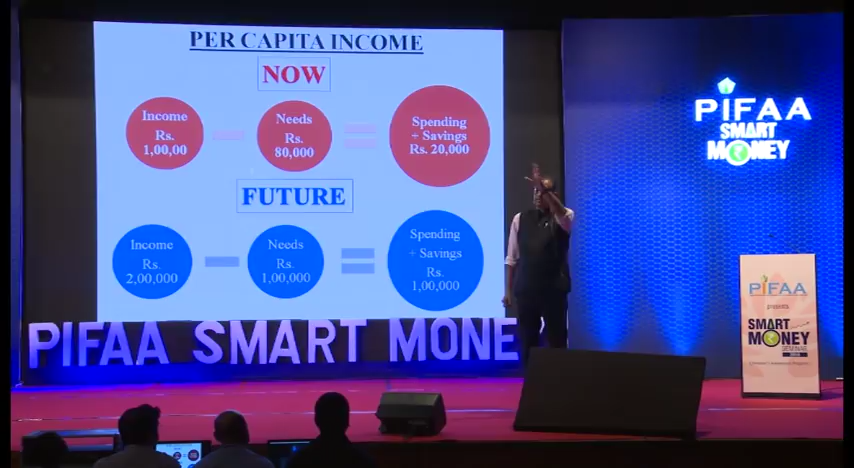 PER CAPITA INCOME
NOW
Income
Rs.
1,00,00
Needs
Rs.
80,000
Spending
+ Savings
Rs. 20,000
FUTURE
Income
Rs.
2,00,000
Needs
Rs.
1,00,000
Spending
+ Savings
Rs.
1,00,000
PIFAA SMART MONE
PIFAA
SMART
MONEY
PIFAA
presents
SMART
MONEY